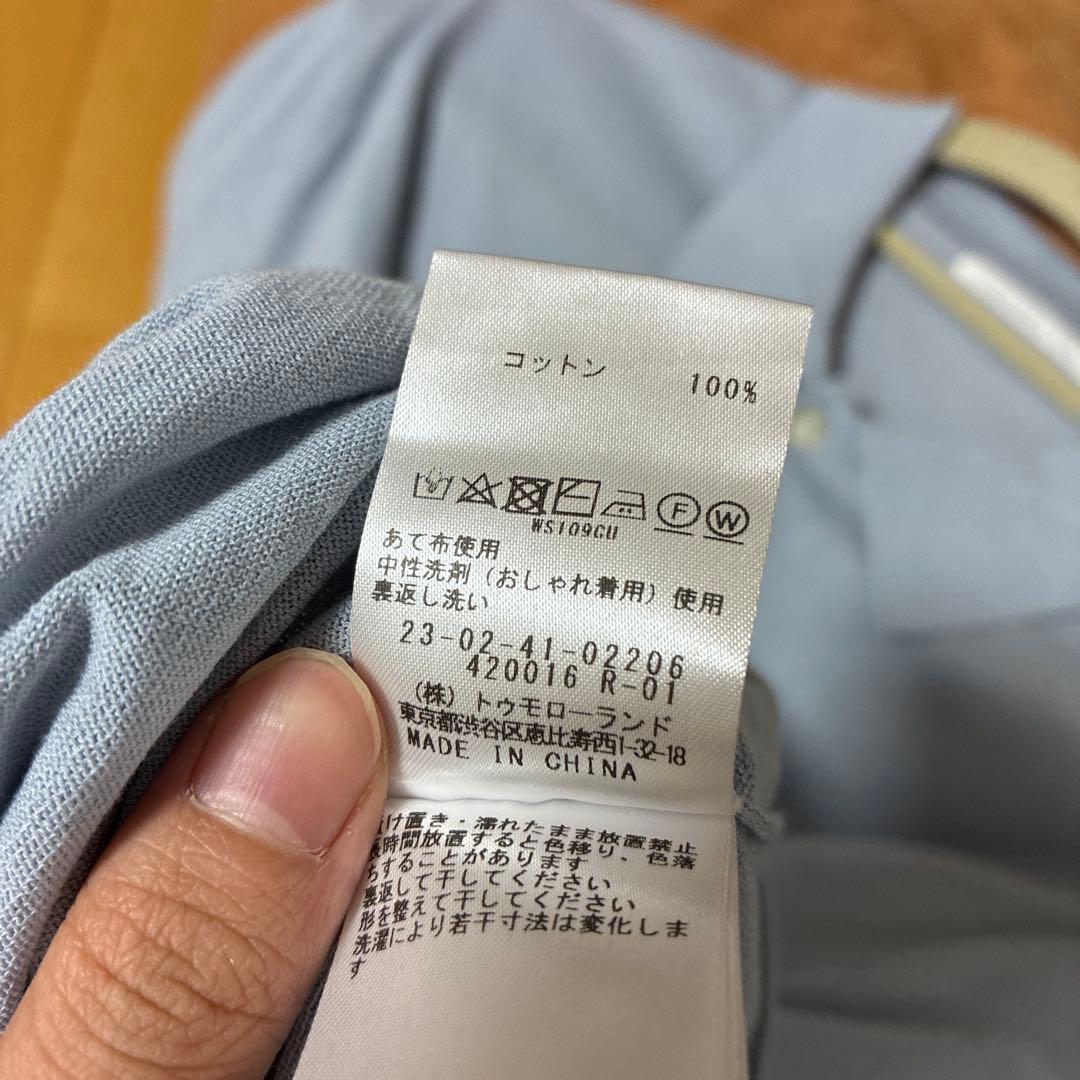 コットン 100%
F W
WS109CU
あて布使用
中性洗剤（おしゃれ着用）使用
裏返し洗い
23-02-41-02206
420016 R-01
（株）トゥモローランド
東京都渋谷区恵比寿西1-32-18
MADE IN CHINA
け置き・濡れたまま放置禁止
時間放置すると色移り、色落
ちすることがあります
裏返して干してください
形を整えて干してください
洗濯により若干寸法は変化しま
す